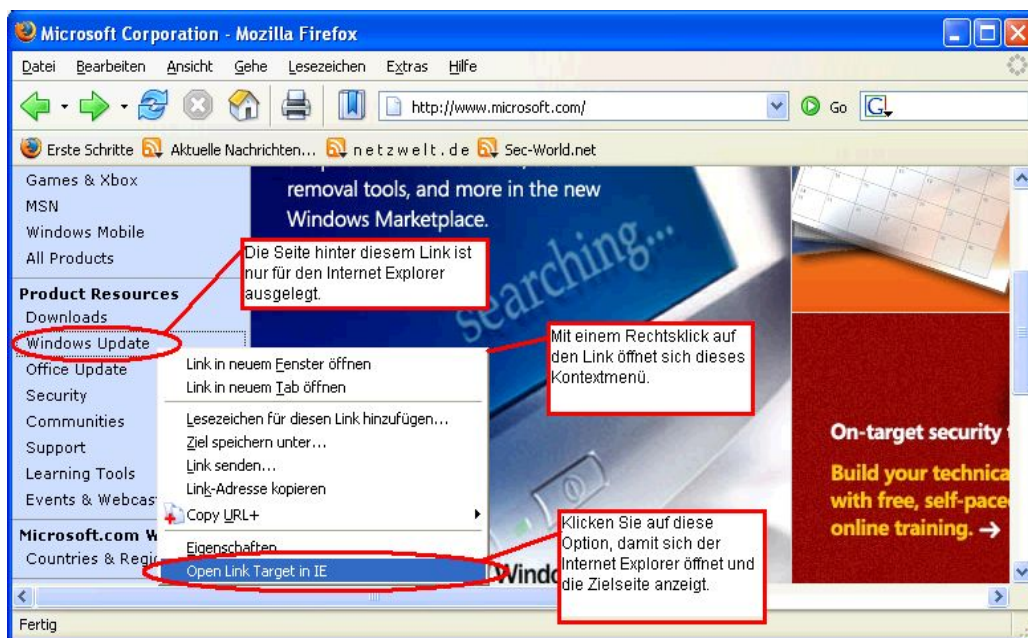 Microsoft Corporation - Mozilla Firefox
Datei Bearbeiten Ansicht Gehe Lesezeichen Extras Hilfe
http://www.microsoft.com/ Go G
Erste Schritte Aktuelle Nachrichten... netzwelt.de Sec-World.net
Games & Xbox
MSN
Windows Mobile
All Products
Product Resources
Downloads
Windows Update
Office Update
Security
Communities
Support
Learning Tools
Events & Webcas
Microsoft.com W
Countries & Regio
removal tools, and more in the new
Windows Marketplace.
searching...
Die Seite hinter diesem Link ist
nur für den Internet Explorer
ausgelegt.
Mit einem Rechtsklick auf
den Link öffnet sich dieses
Kontextmenü.
Link in neuem Fenster öffnen
Link in neuem Tab öffnen
Lesezeichen für diesen Link hinzufügen...
Ziel speichern unter...
Link senden...
Link-Adresse kopieren
Copy URL+
Eigenschaften
Open Link Target in IE
Klicken Sie auf diese
Option, damit sich der
Internet Explorer öffnet und
die Zielseite anzeigt.
Windo
On-target security
Build your technica
with free, self-pace
online training.
Fertig